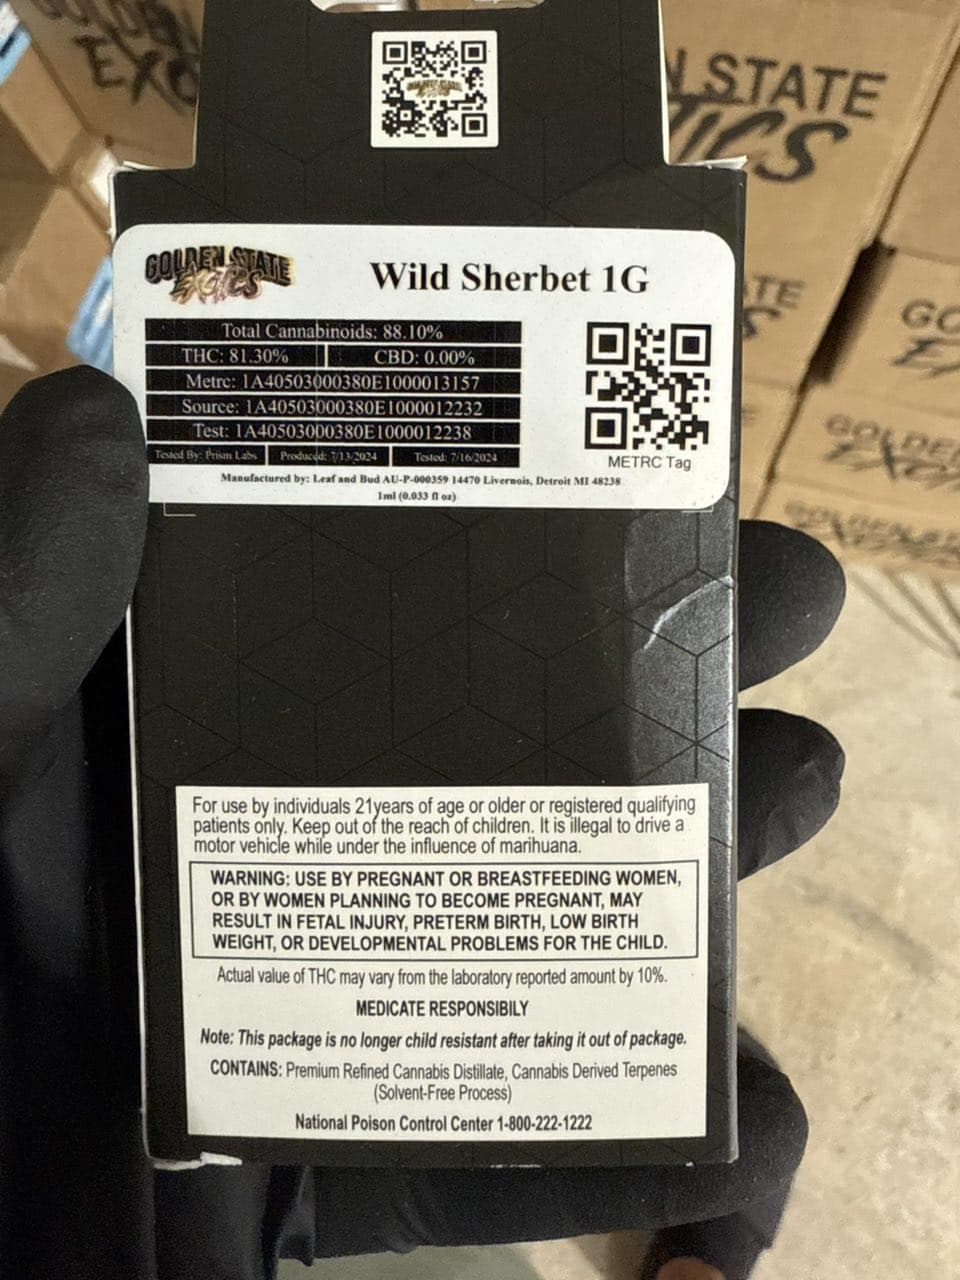 GOLDEN
EXO
N STATE
TICS
GOLDEN STATE
EXOTICS
Wild Sherbet 1G
Total Cannabinoids: 88.10%
THC: 81.30%
CBD: 0.00%
Metrc: 1A40503000380E1000013157
Source: 1A40503000380E1000012232
Test: 1A40503000380E1000012238
Tested By: Prism Labs
Produced: 7/13/2024
Tested: 7/16/2024
METRC Tag
Manufactured by: Leaf and Bud AU-P-000359 14470 Livernois, Detroit MI 48238
1ml (0.033 fl oz)
TE
S
GO
E
GOLDEN
For use by individuals 21years of age or older or registered qualifying
patients only. Keep out of the reach of children. It is illegal to drive a
motor vehicle while under the influence of marihuana.
WARNING: USE BY PREGNANT OR BREASTFEEDING WOMEN,
OR BY WOMEN PLANNING TO BECOME PREGNANT, MAY
RESULT IN FETAL INJURY, PRETERM BIRTH, LOW BIRTH
WEIGHT, OR DEVELOPMENTAL PROBLEMS FOR THE CHILD.
Actual value of THC may vary from the laboratory reported amount by 10%.
MEDICATE RESPONSIBILY
Note: This package is no longer child resistant after taking it out of package.
CONTAINS: Premium Refined Cannabis Distillate, Cannabis Derived Terpenes
(Solvent-Free Process)
National Poison Control Center 1-800-222-1222